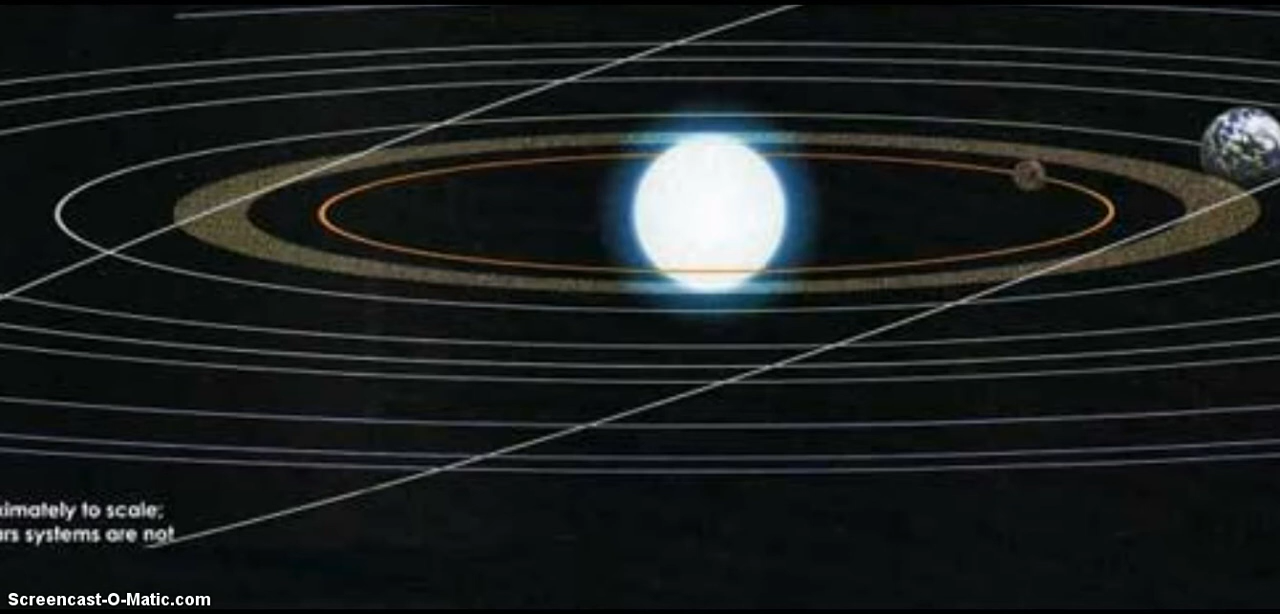 ximately to scale;
rs systems are not
Screencast-O-Matic.com